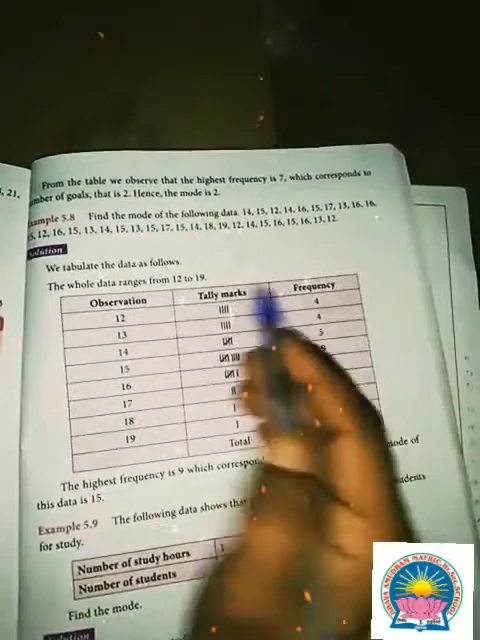 21,
From the table we observe that the highest frequency is 7, which corresponds to
number of goals, that is 2. Hence, the mode is 2.
Example 5.8 Find the mode of the following data. 14, 15, 12, 14, 16, 15, 17, 13, 16, 16,
15, 12, 16, 15, 13, 14, 15, 13, 15, 17, 15, 14, 18, 19, 12, 14, 15, 16, 15, 16, 13, 12.
Solution
We tabulate the data as follows.
The whole data ranges from 12 to 19.
Observation Tally marks Frequency
12 4
13 4
14 5
15 9
16
17
18
19
Total
The highest frequency is 9 which mode of
this data is 15.
Example 5.9 The following data shows students
for study.
Number of study hours 1
Number of students
Find the mode.
Solution